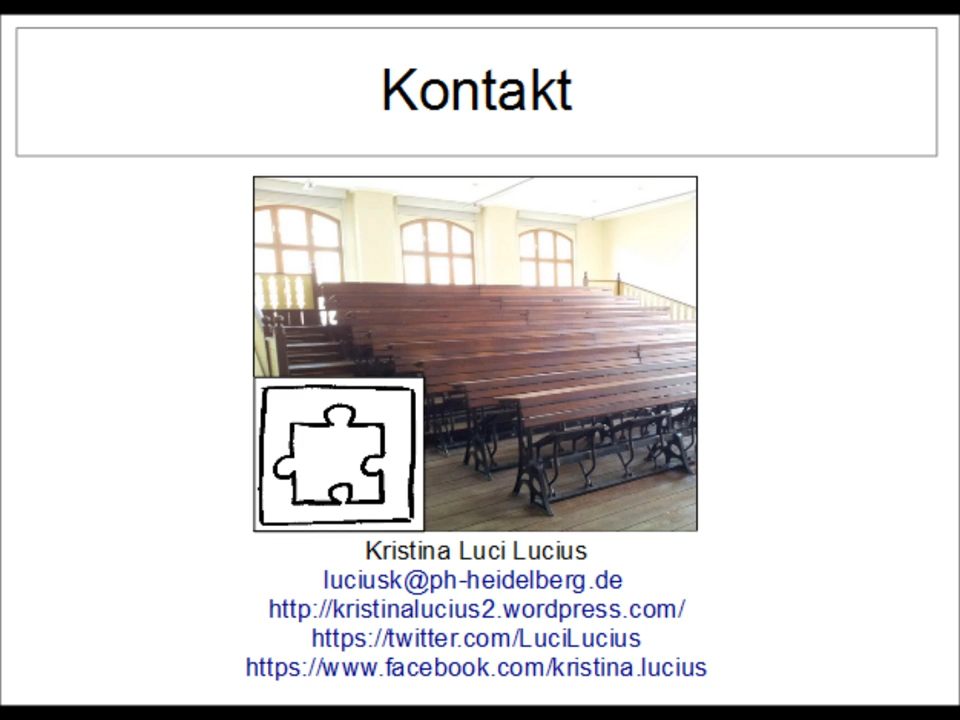 Kontakt
Kristina Luci Lucius
luciusk@ph-heidelberg.de
http://kristinalucius2.wordpress.com/
https://twitter.com/LuciLucius
https://www.facebook.com/kristina.lucius